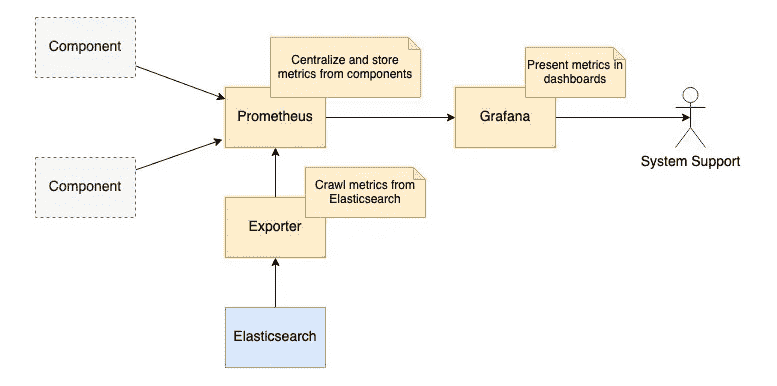 Component
Centralize and store
metrics from components
Present metrics in
dashboards
Prometheus
Grafana
System Support
Component
Crawl metrics from
Elasticsearch
Exporter
Elasticsearch